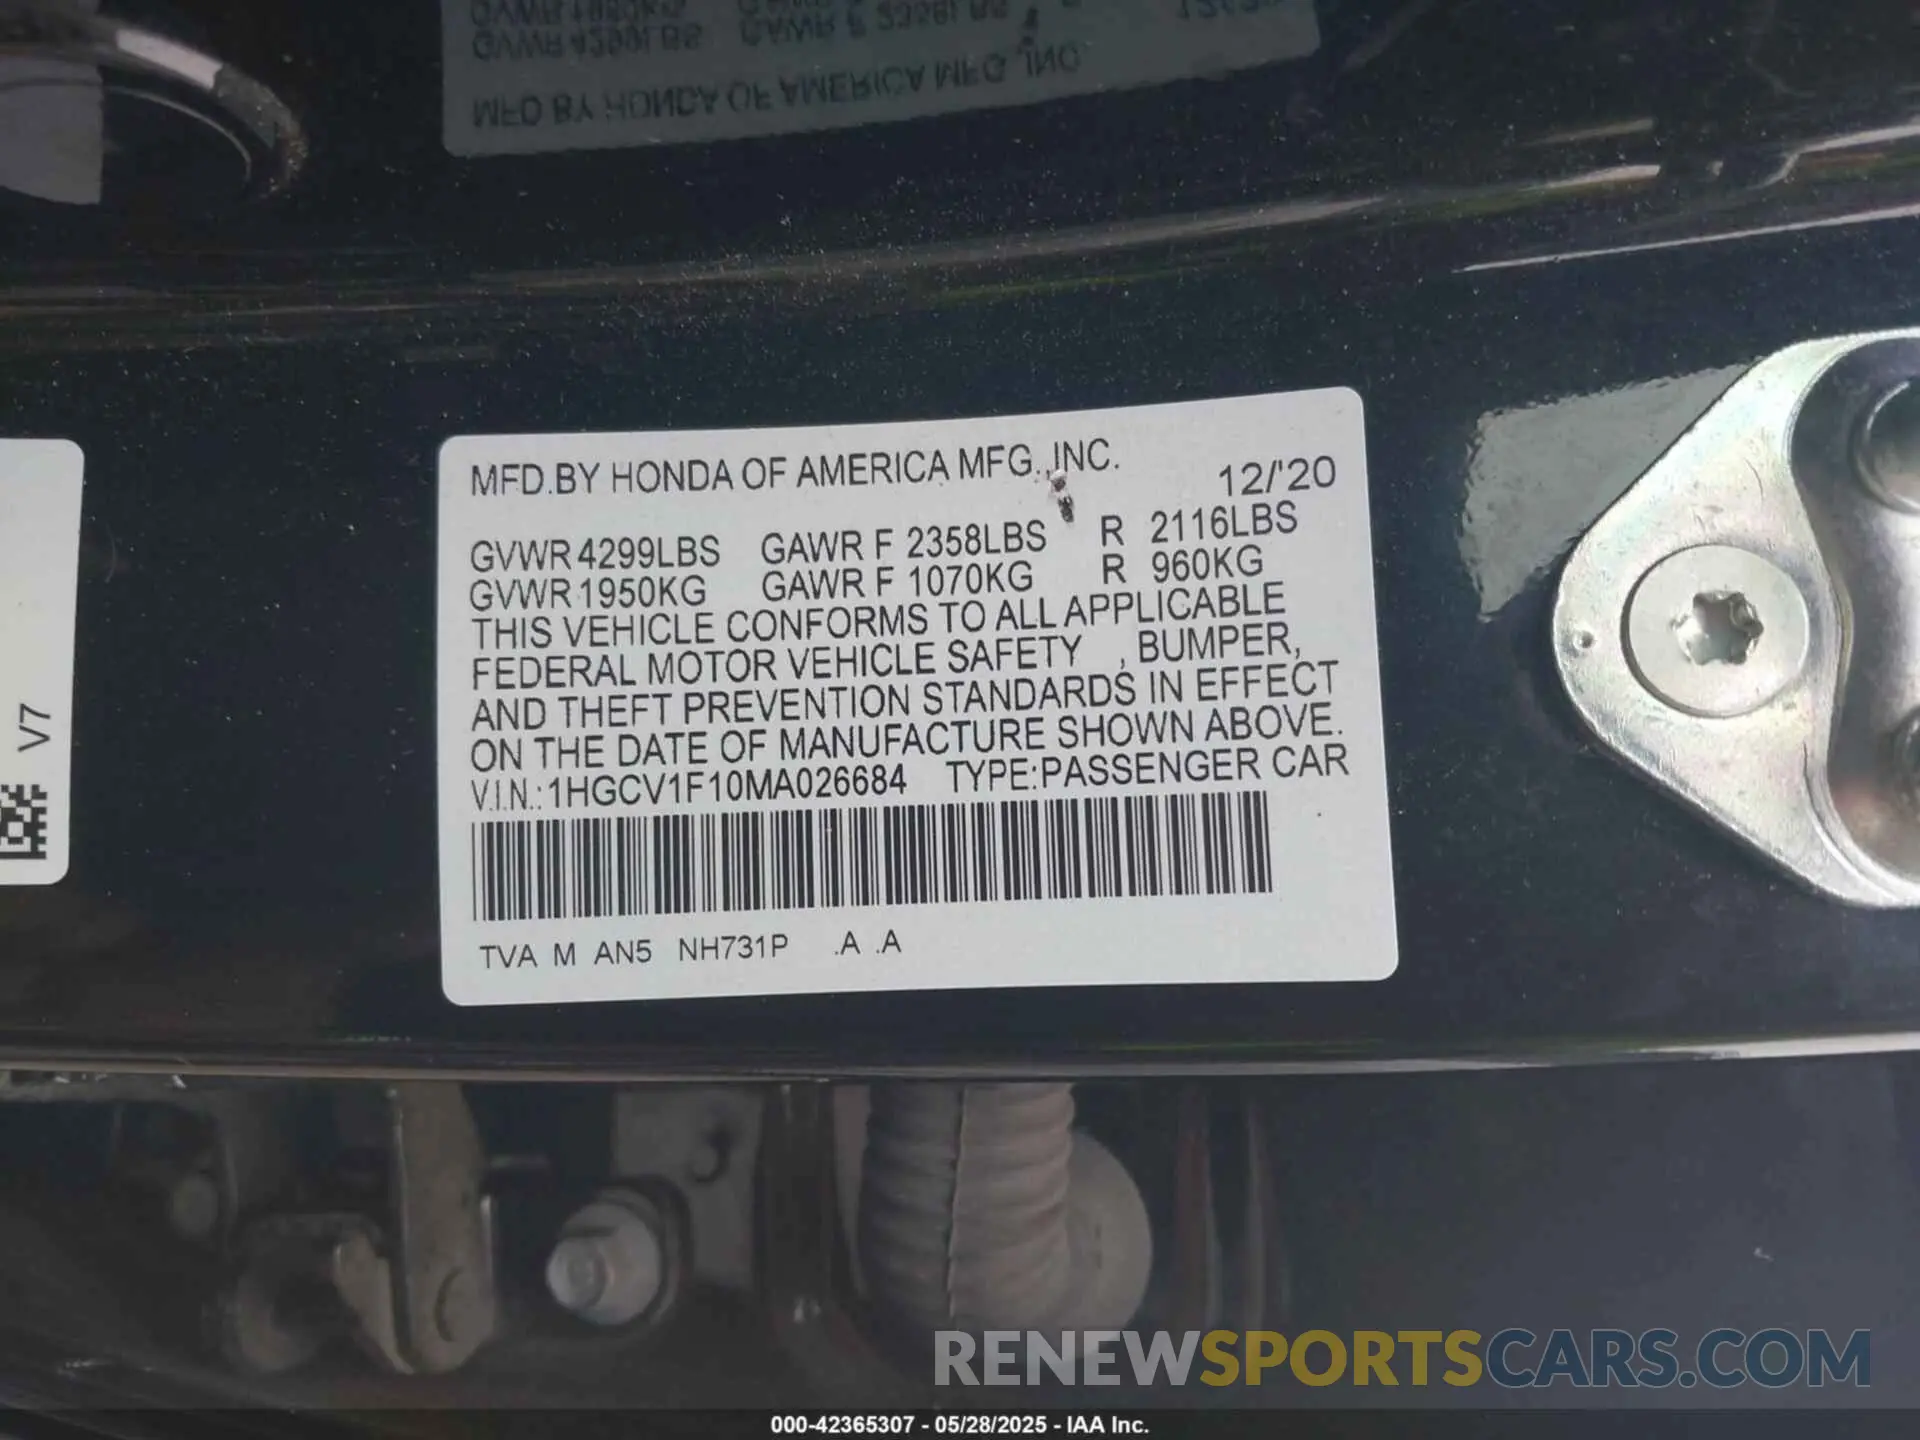 MFD BY HONDA OF AMERICA MFG.,INC
MFD.BY HONDA OF AMERICA MFG.,INC. 12/'20
GVWR 4299LBS GAWR F 2358LBS R 2116LBS
GVWR 1950KG GAWR F 1070KG R 960KG
THIS VEHICLE CONFORMS TO ALL APPLICABLE
FEDERAL MOTOR VEHICLE SAFETY , BUMPER,
AND THEFT PREVENTION STANDARDS IN EFFECT
ON THE DATE OF MANUFACTURE SHOWN ABOVE.
V.I.N.:1HGCV1F10MA026684 TYPE:PASSENGER CAR
TVA M AN5 NH731P .A .A
V7
RENEWSPORTSCARS.COM
000-42365307 - 05/28/2025 - IAA Inc.